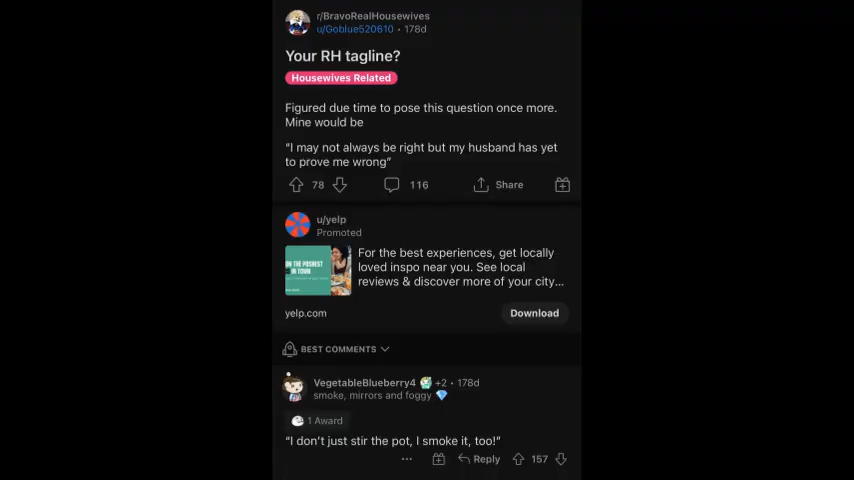 r/BravoRealHousewives
u/Goblue520610 • 178d
Your RH tagline?
Housewives Related
Figured due time to pose this question once more.
Mine would be
“I may not always be right but my husband has yet
to prove me wrong”
78
116
Share
u/yelp
Promoted
For the best experiences, get locally
loved inspo near you. See local
reviews & discover more of your city...
IN TOWN
yelp.com
Download
BEST COMMENTS
VegetableBlueberry4 +2 • 178d
smoke, mirrors and foggy 💎
1 Award
“I don’t just stir the pot, I smoke it, too!”
...
Reply
157